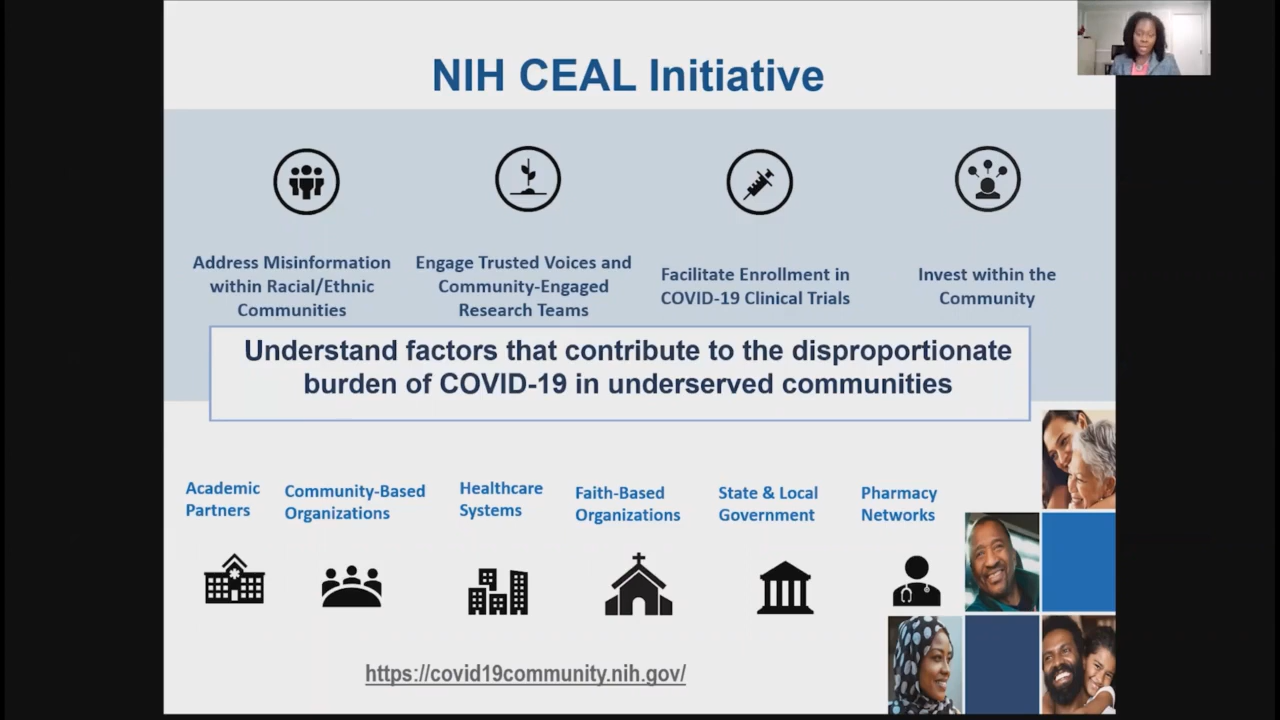 NIH CEAL Initiative
Address Misinformation
within Racial/Ethnic
Communities
Engage Trusted Voices and
Community-Engaged
Research Teams
Facilitate Enrollment in
COVID-19 Clinical Trials
Invest within the
Community
Understand factors that contribute to the disproportionate
burden of COVID-19 in underserved communities
Academic
Partners
Community-Based
Organizations
Healthcare
Systems
Faith-Based
Organizations
State & Local
Government
Pharmacy
Networks
https://covid19community.nih.gov/